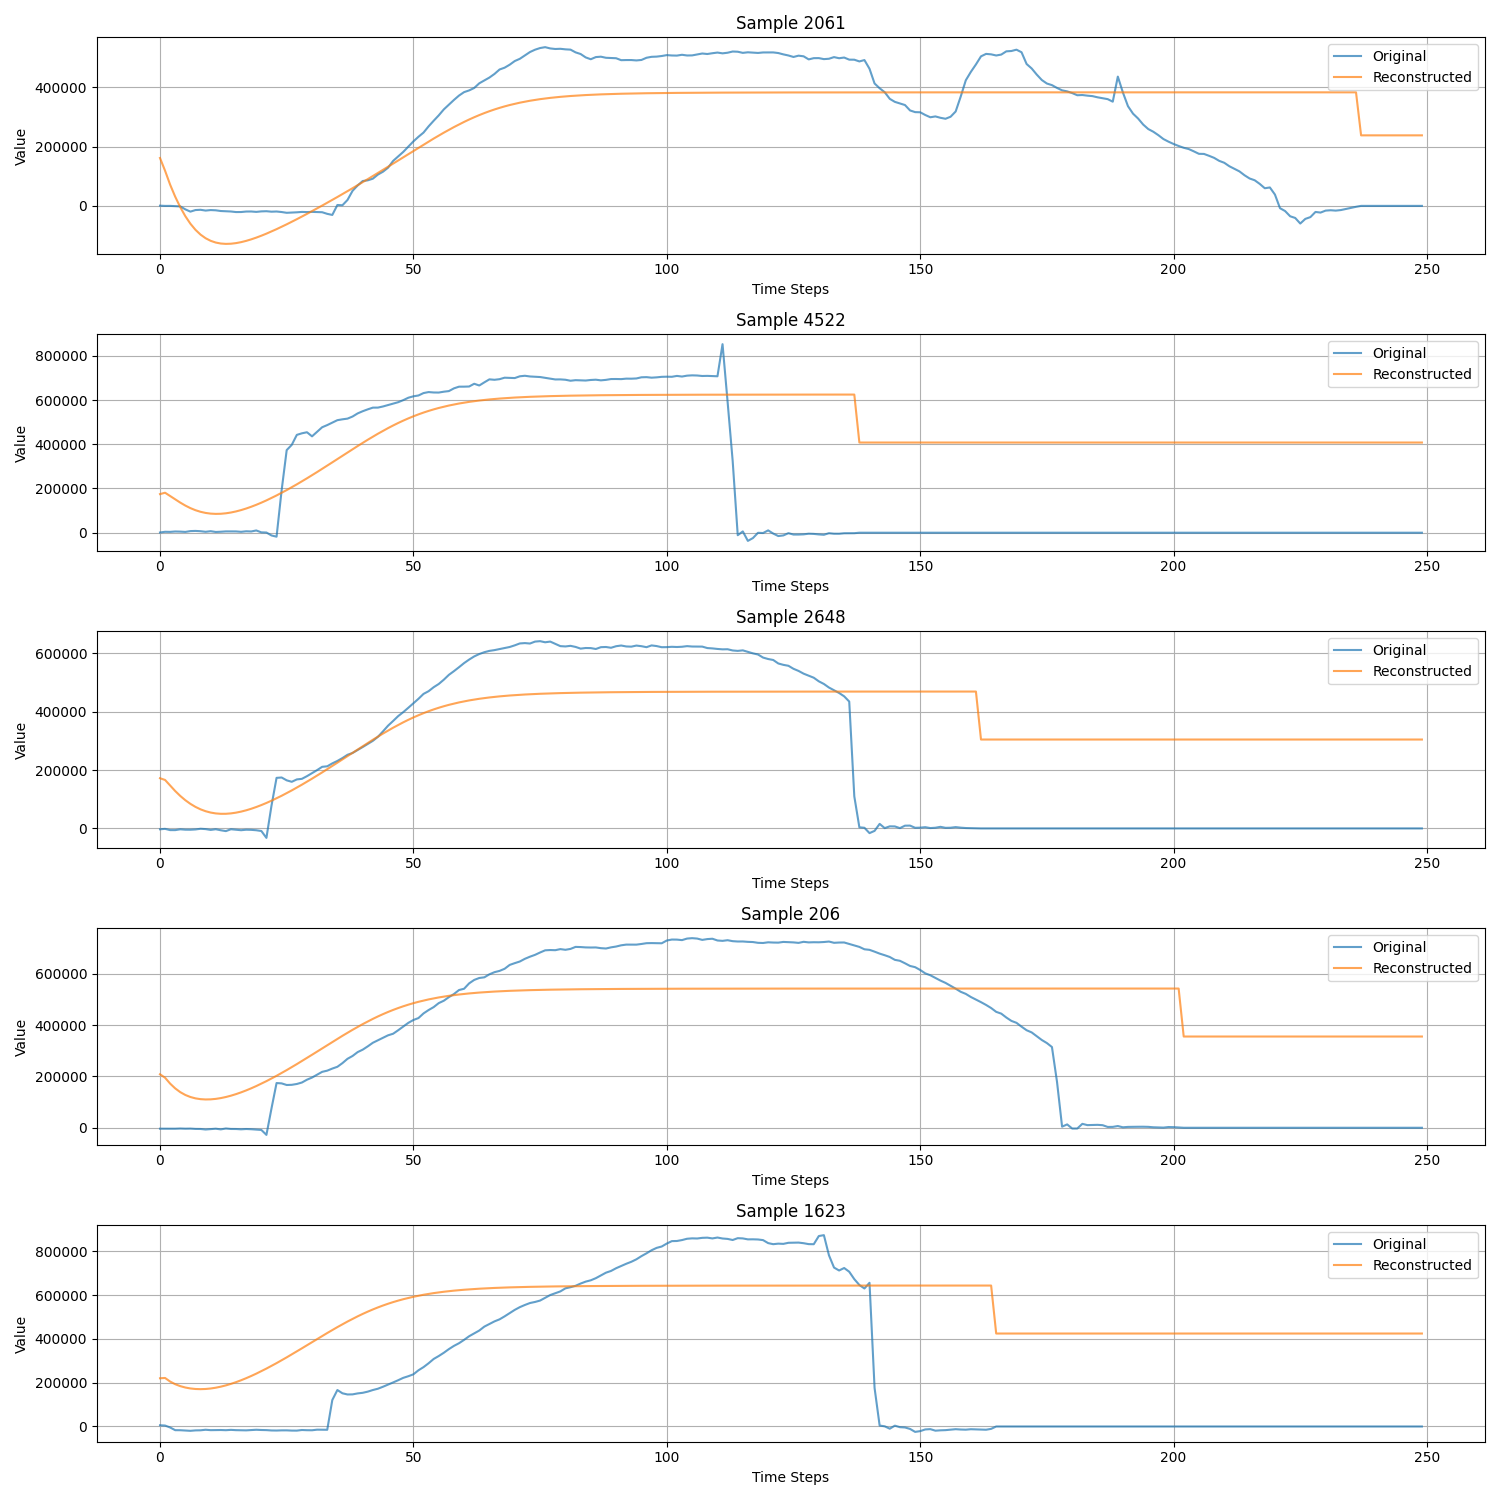 Sample 2061
Original
Reconstructed
400000
200000
0
Value
0 50 100 150 200 250
Time Steps
Sample 4522
Original
Reconstructed
800000
600000
400000
200000
0
Value
0 50 100 150 200 250
Time Steps
Sample 2648
Original
Reconstructed
600000
400000
200000
0
Value
0 50 100 150 200 250
Time Steps
Sample 206
Original
Reconstructed
600000
400000
200000
0
Value
0 50 100 150 200 250
Time Steps
Sample 1623
Original
Reconstructed
800000
600000
400000
200000
0
Value
0 50 100 150 200 250
Time Steps